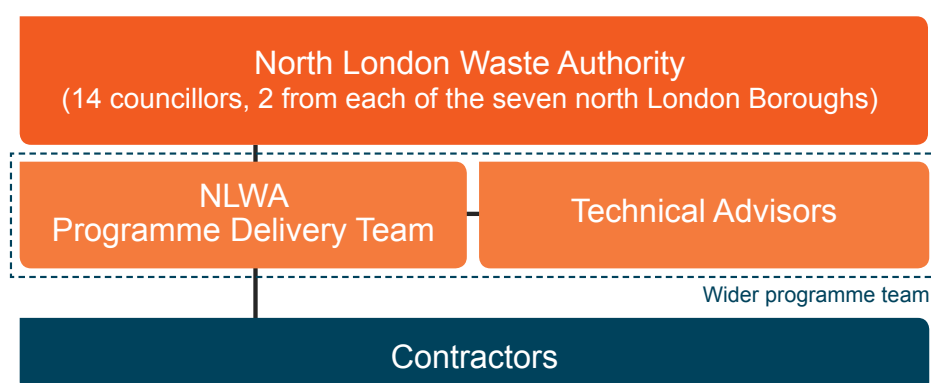 North London Waste Authority
(14 councillors, 2 from each of the seven north London Boroughs)
NLWA
Programme Delivery Team
Technical Advisors
Wider programme team
Contractors